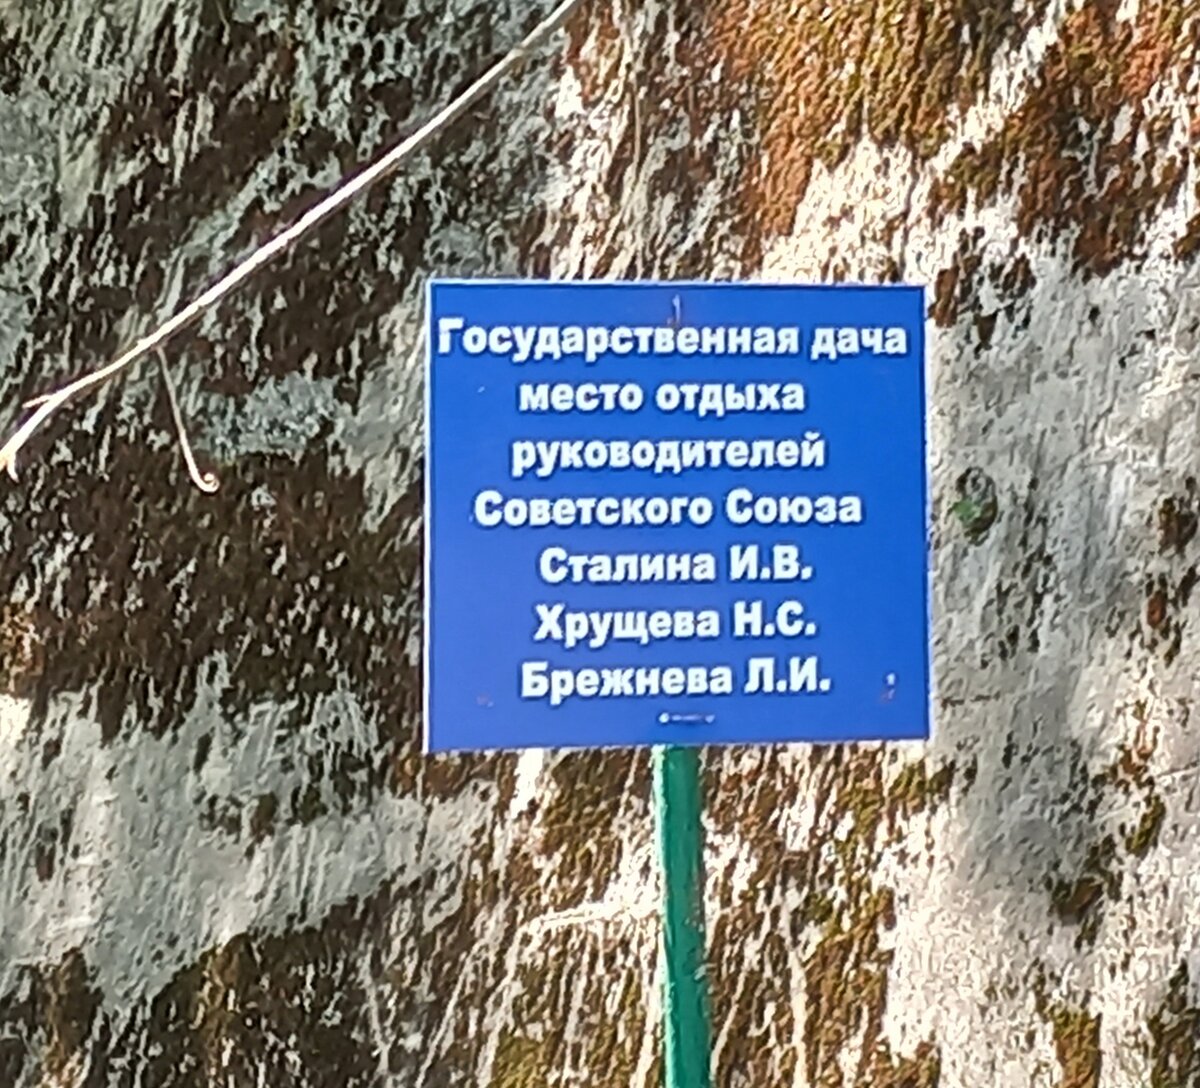 Государственная дача
место отдыха
руководителей
Советского Союза
Сталина И.В.
Хрущева Н.С.
Брежнева Л.И.